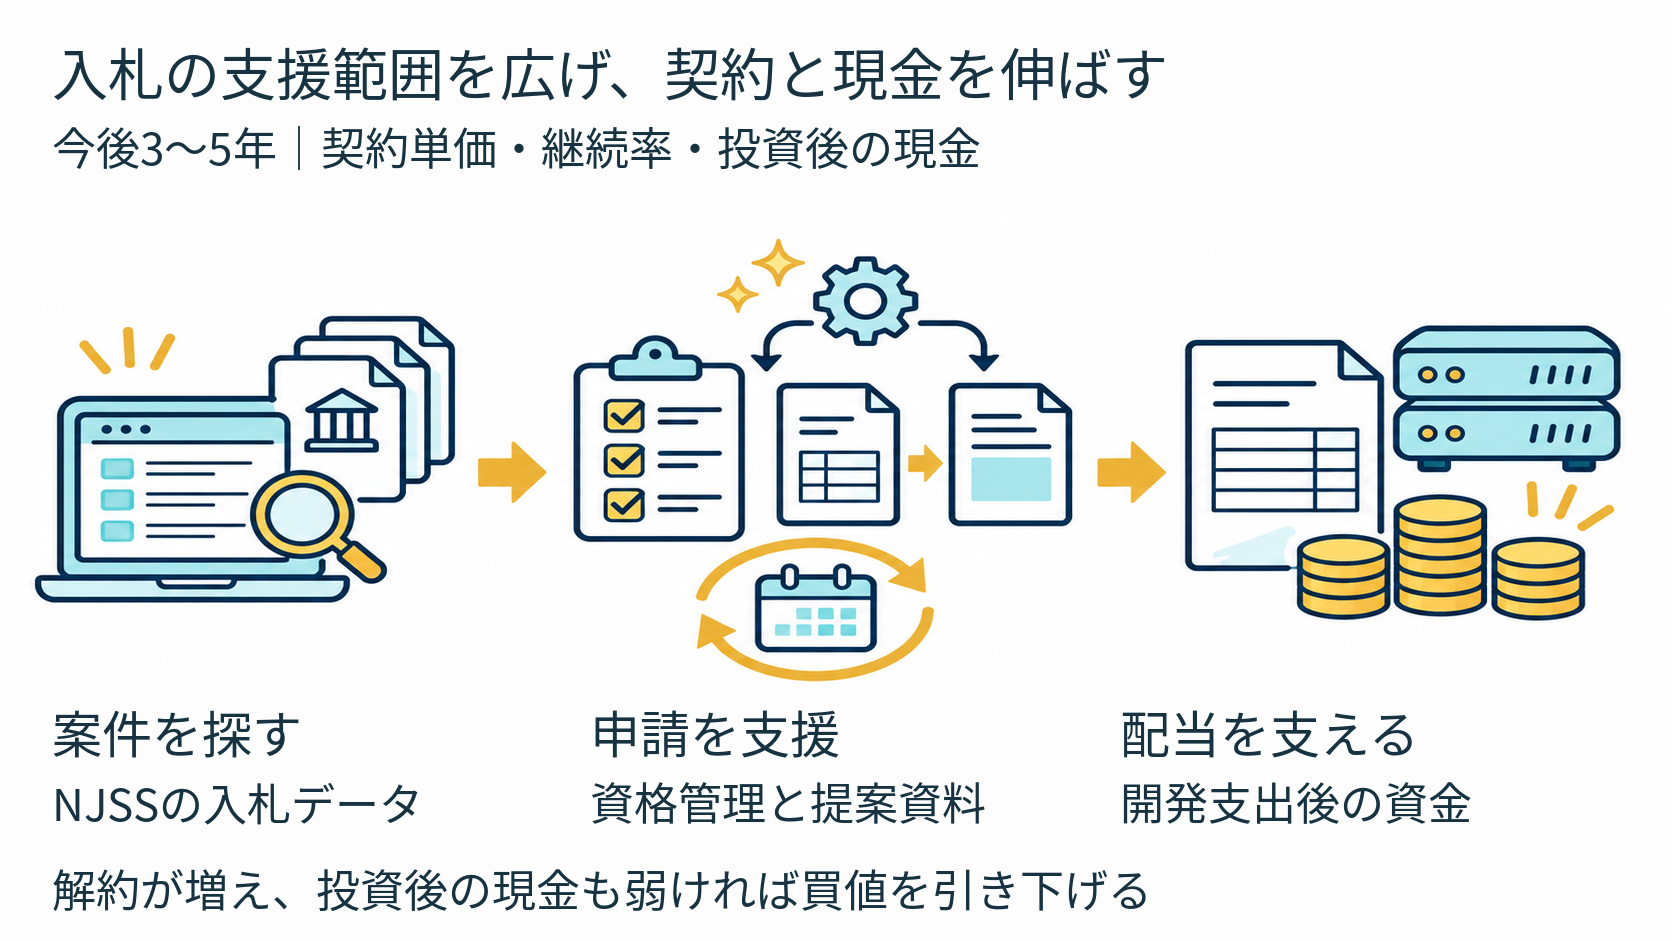 入札の支援範囲を広げ、契約と現金を伸ばす
今後3〜5年｜契約単価・継続率・投資後の現金
案件を探す
NJSSの入札データ
申請を支援
資格管理と提案資料
配当を支える
開発支出後の資金
解約が増え、投資後の現金も弱ければ買値を引き下げる